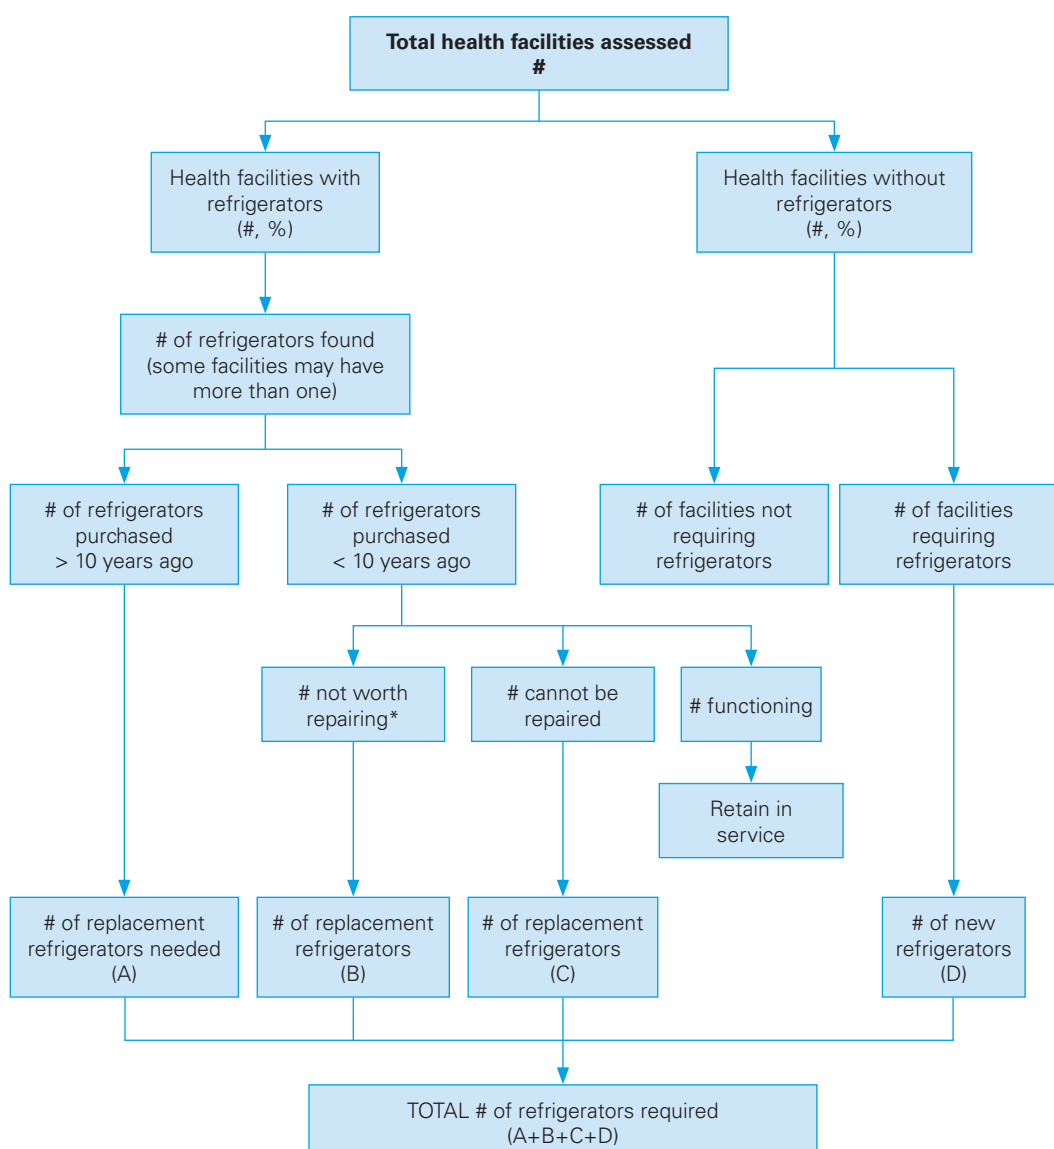 Total health facilities assessed
#
Health facilities with
refrigerators
(#, %)
Health facilities without
refrigerators
(#, %)
# of refrigerators found
(some facilities may have
more than one)
# of refrigerators
purchased
> 10 years ago
# of refrigerators
purchased
< 10 years ago
# of facilities not
requiring
refrigerators
# of facilities
requiring
refrigerators
# not worth
repairing*
# cannot be
repaired
# functioning
Retain in
service
# of replacement
refrigerators needed
(A)
# of replacement
refrigerators
(B)
# of replacement
refrigerators
(C)
# of new
refrigerators
(D)
TOTAL # of refrigerators required
(A+B+C+D)